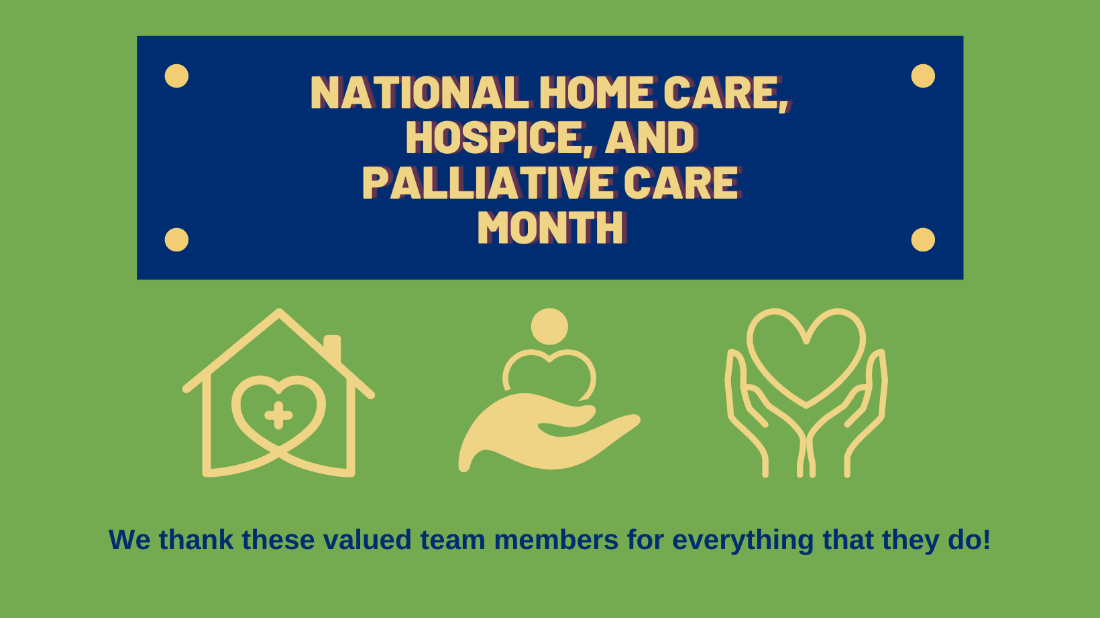 NATIONAL HOME CARE,
HOSPICE, AND
PALLIATIVE CARE
MONTH
We thank these valued team members for everything that they do!